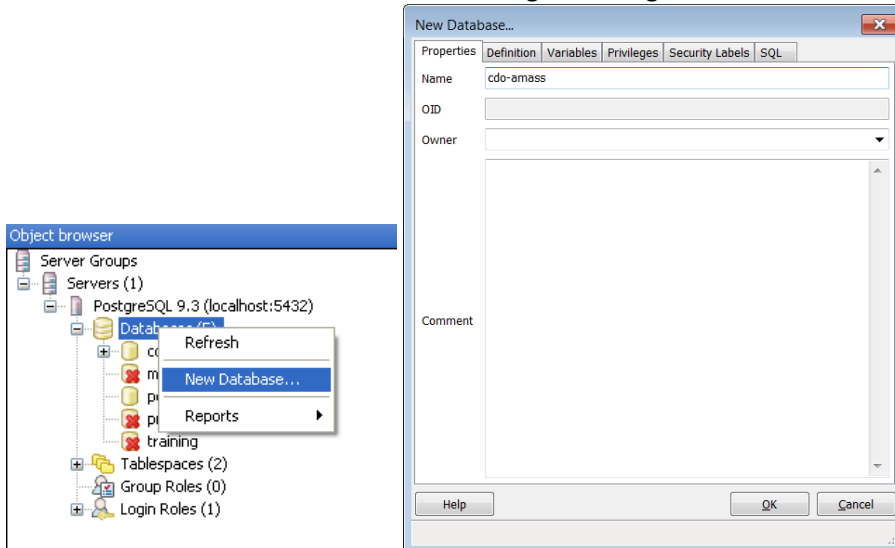 New Database...
Properties Definition Variables Privileges Security Labels SQL
Name cdo-amass
OID
Owner
Comment
Help OK Cancel
Object browser
Server Groups
Servers (1)
PostgreSQL 9.3 (localhost:5432)
Refresh
New Database...
Reports
training
Tablespaces (2)
Group Roles (0)
Login Roles (1)